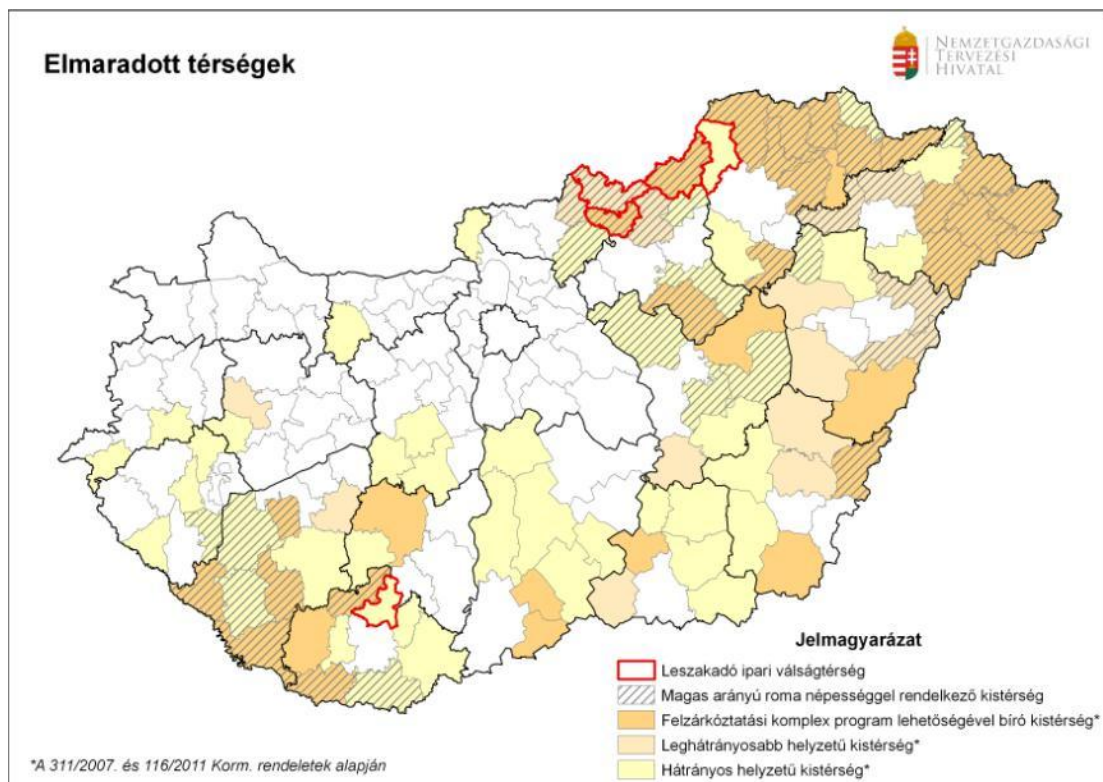 Elmaradott térségek
NEMZETGAZDASÁGI
TERVEZÉSI
HIVATAL
Jelmagyarázat
Leszakadó ipari válságtérség
Magas arányú roma népességgel rendelkező kistérség
Felzárkóztatási komplex program lehetőségével bíró kistérség*
Leghátrányosabb helyzetű kistérség*
Hátrányos helyzetű kistérség*
*A 311/2007. és 116/2011 Korm. rendeletek alapján